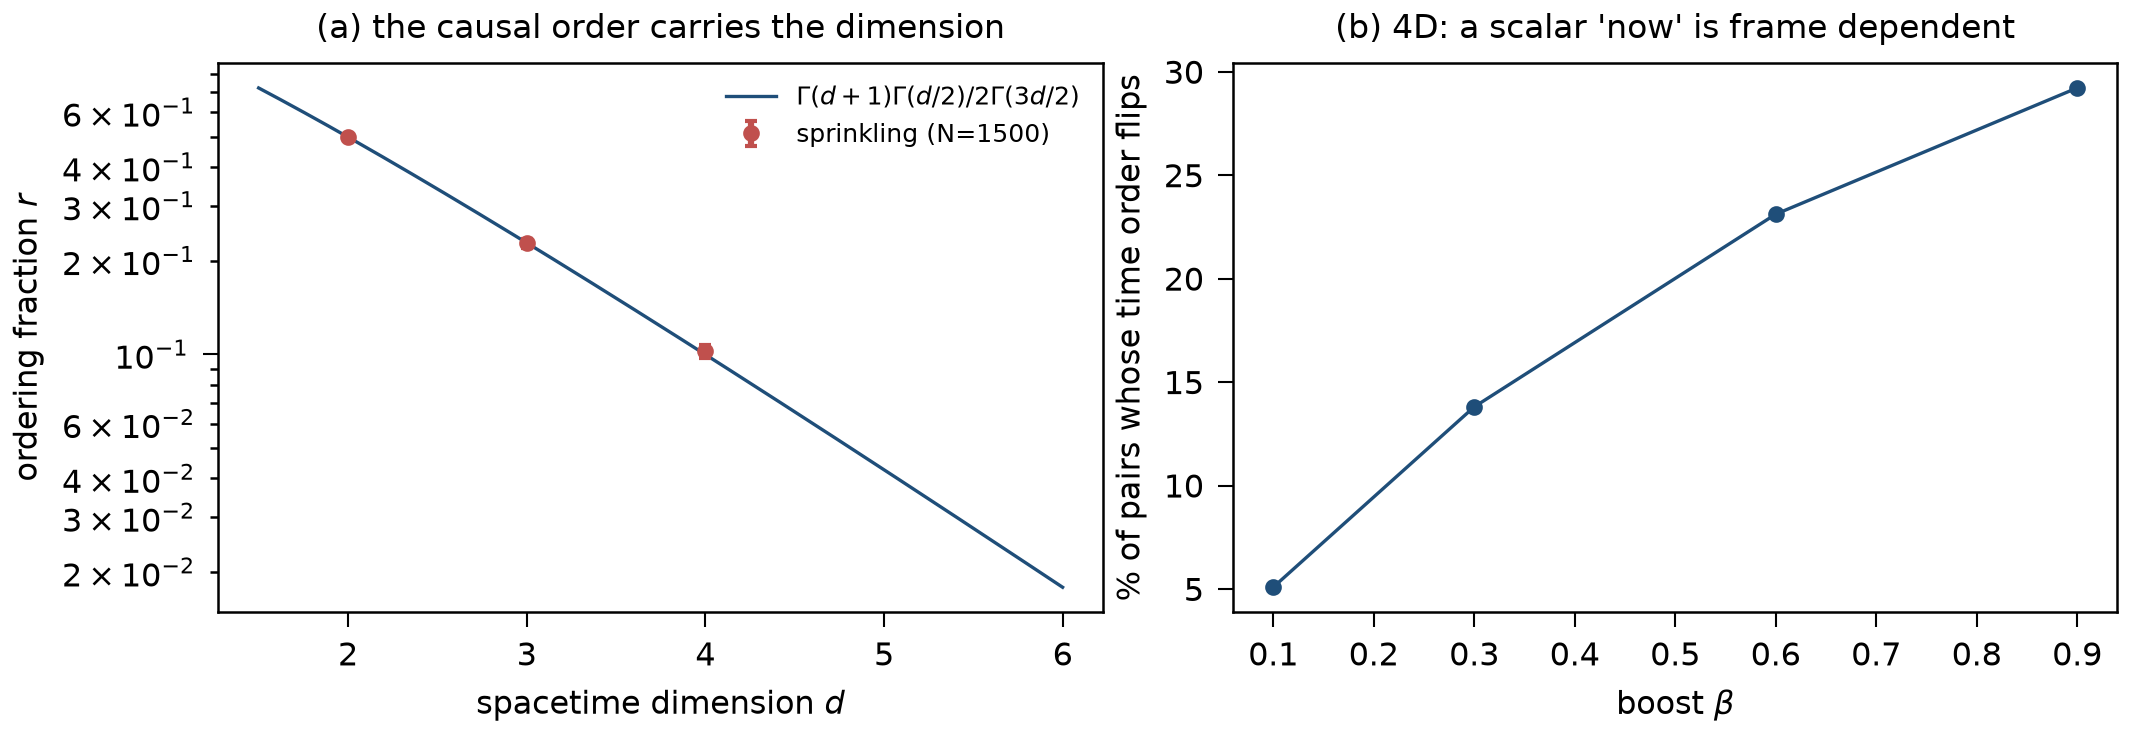 (a) the causal order carries the dimension
ordering fraction r
6 × 10⁻¹
4 × 10⁻¹
3 × 10⁻¹
2 × 10⁻¹
10⁻¹
6 × 10⁻²
4 × 10⁻²
3 × 10⁻²
2 × 10⁻²
Γ(d + 1)Γ(d/2)/2Γ(3d/2)
sprinkling (N=1500)
2 3 4 5 6
spacetime dimension d
(b) 4D: a scalar 'now' is frame dependent
% of pairs whose time order flips
30
25
20
15
10
5
0.1 0.2 0.3 0.4 0.5 0.6 0.7 0.8 0.9
boost β